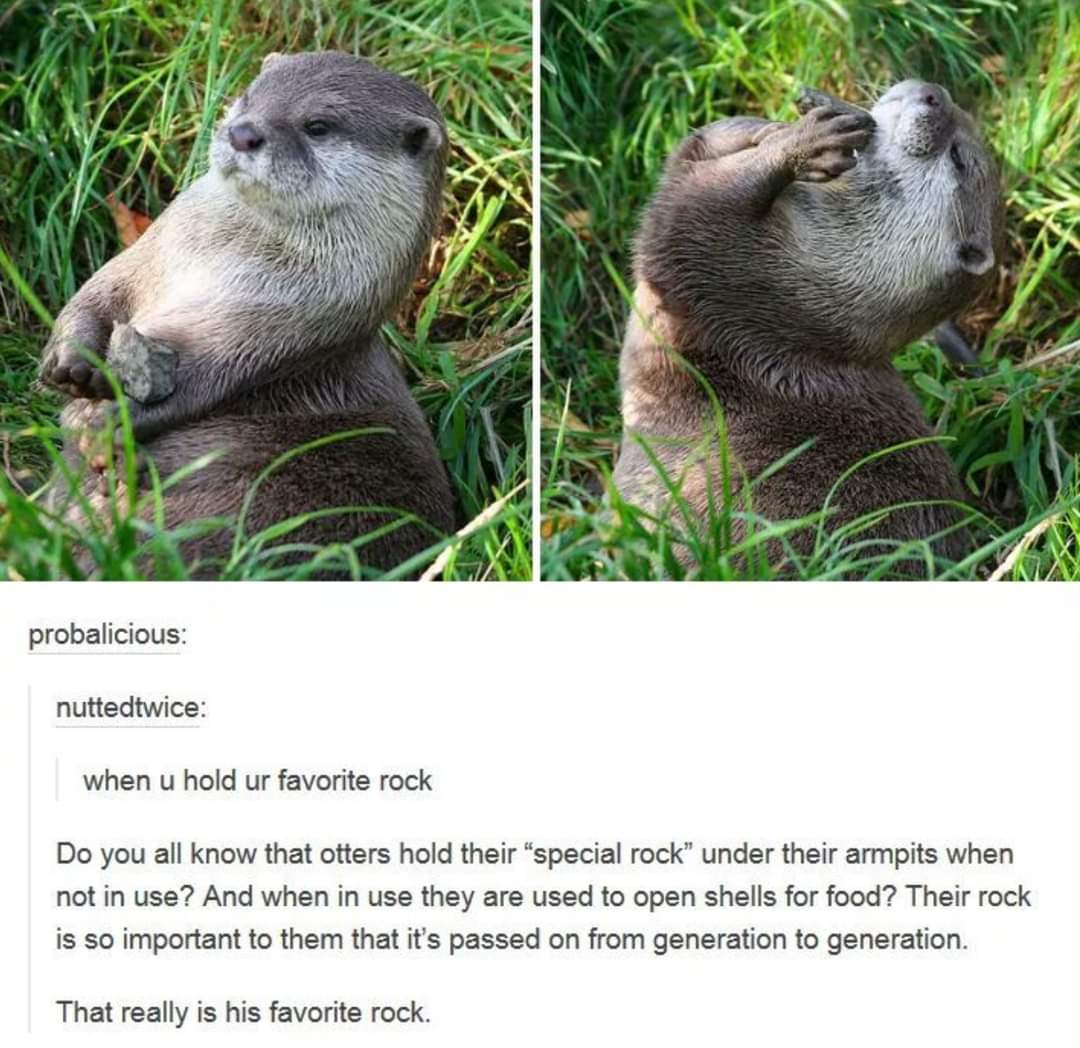 probalicious:
nuttedtwice:
when u hold ur favorite rock
Do you all know that otters hold their “special rock” under their armpits when
not in use? And when in use they are used to open shells for food? Their rock
is so important to them that it’s passed on from generation to generation.
That really is his favorite rock.